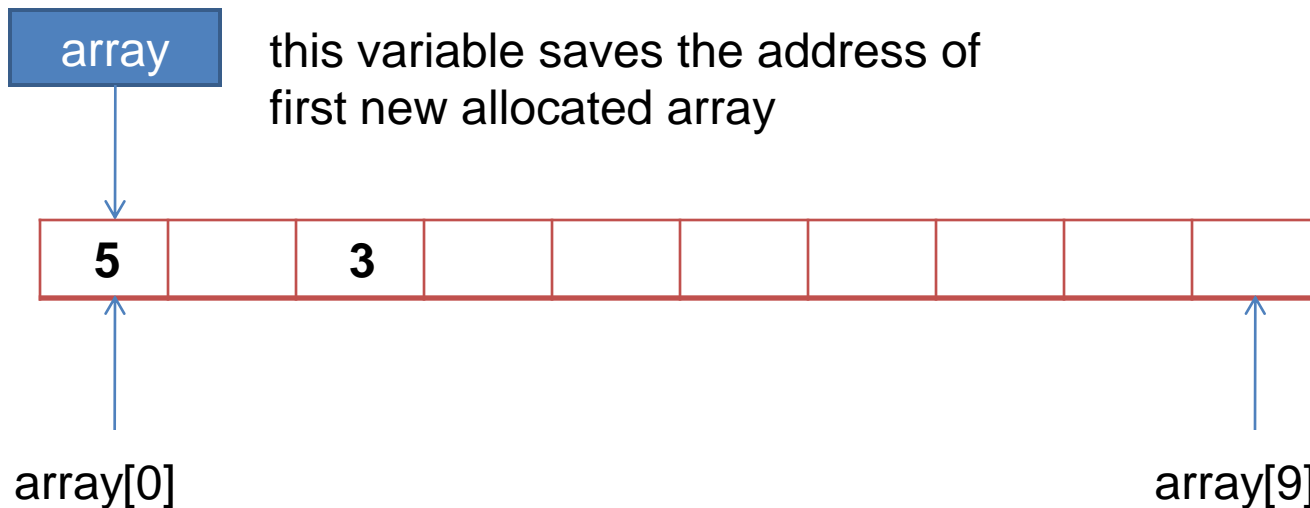 array
this variable saves the address of
first new allocated array
5 3
array[0] array[9]